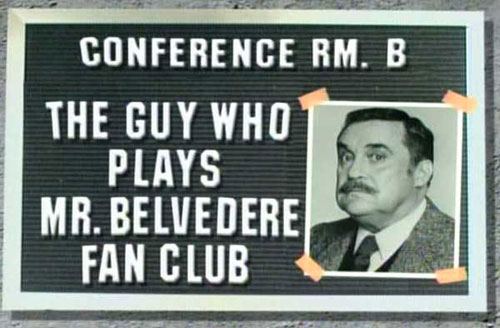 CONFERENCE RM. B
THE GUY WHO
PLAYS
MR. BELVEDERE
FAN CLUB